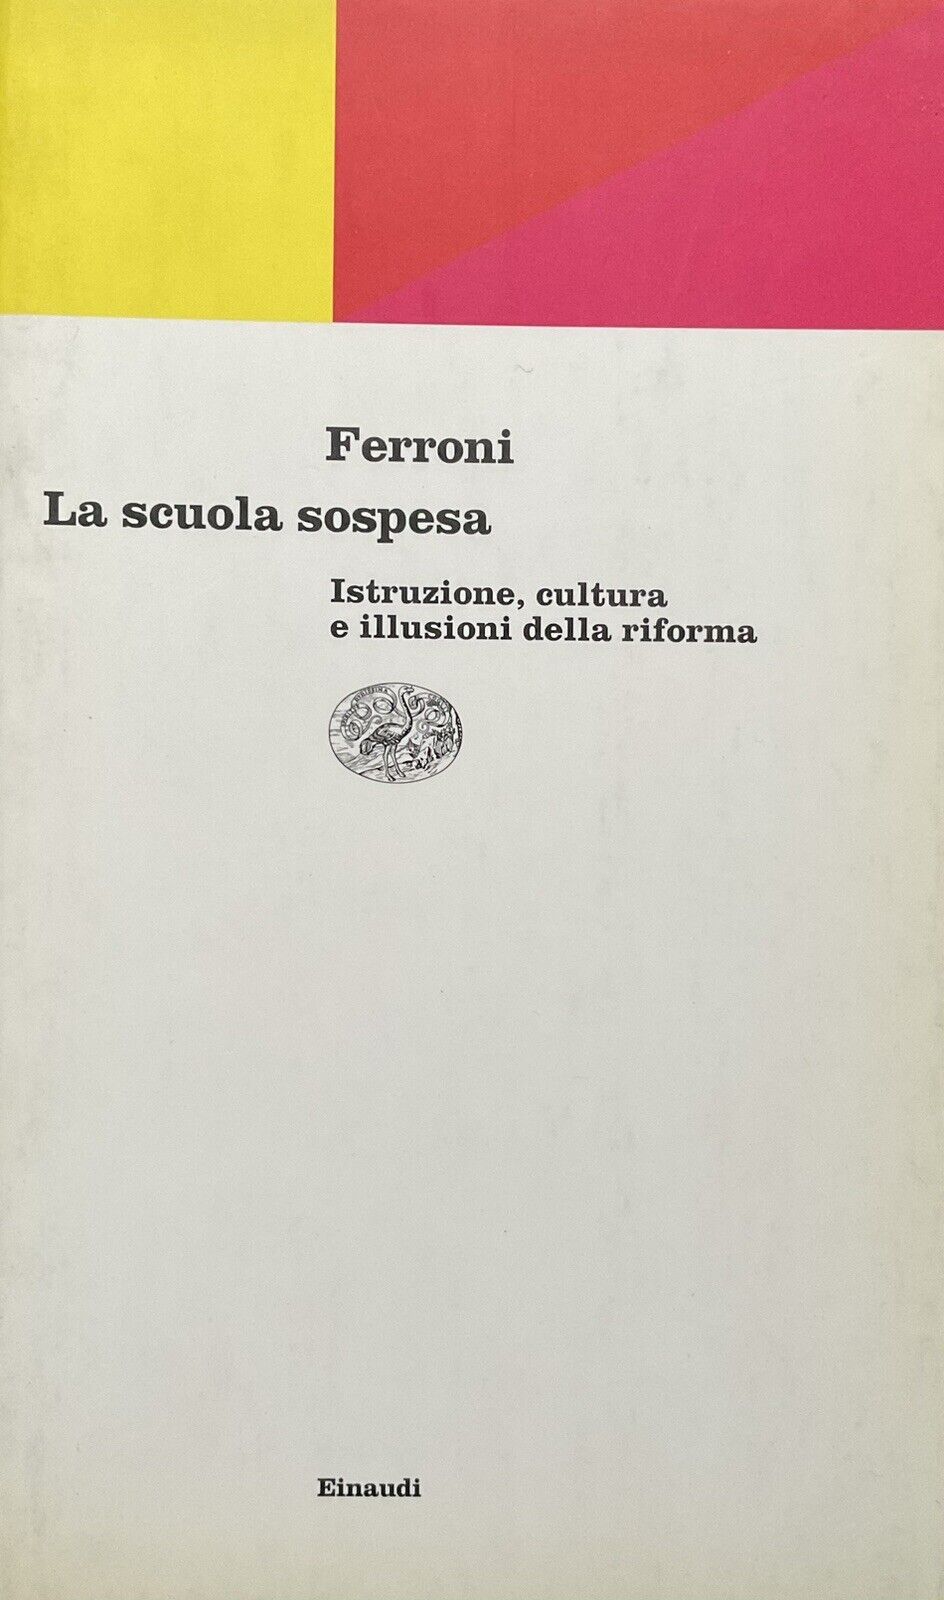 Ferroni
La scuola sospesa
Istruzione, cultura
e illusioni della riforma
Einaudi